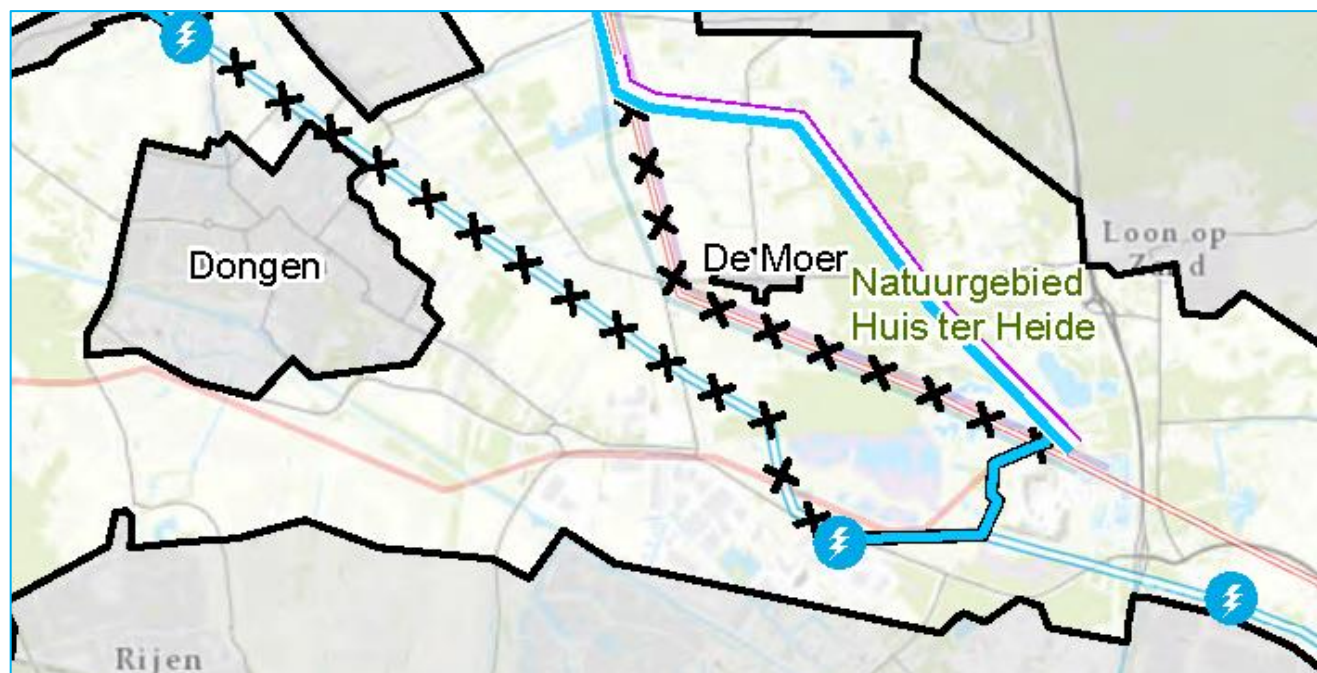 Dongen
De Moer
Natuurgebied
Huis ter Heide
Loon op
Zand
Rijen